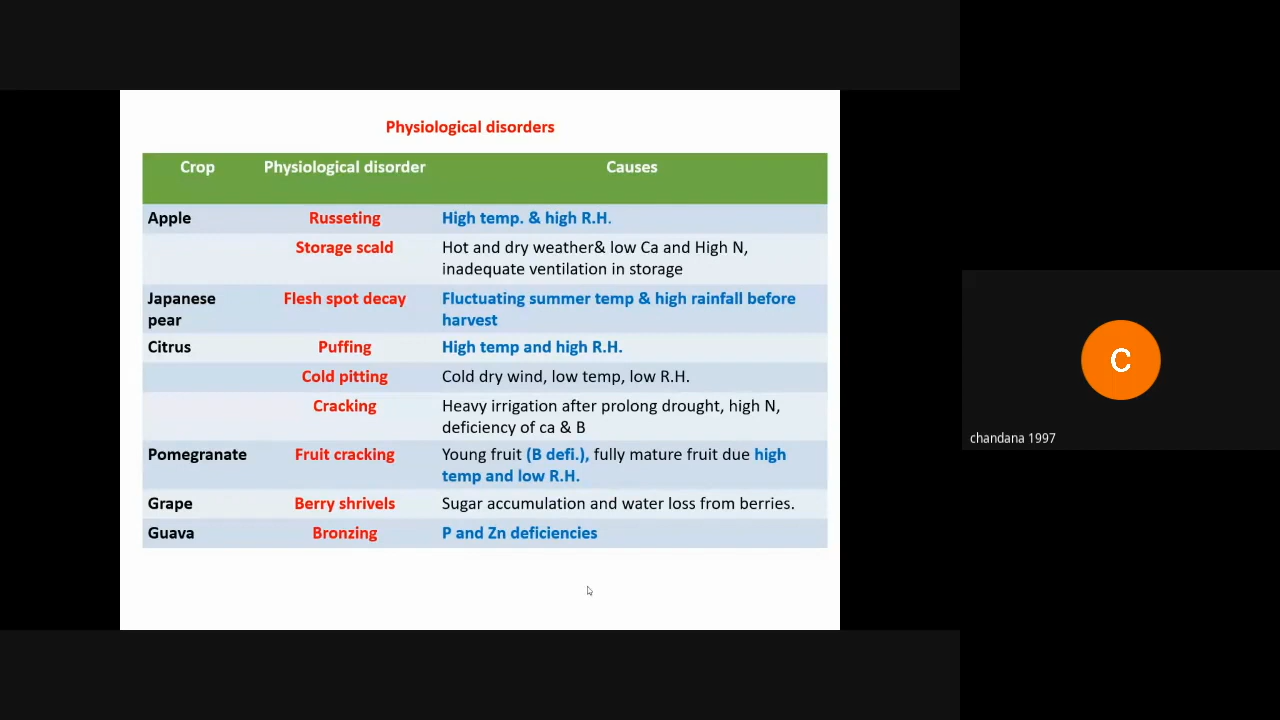 Physiological disorders
Crop Physiological disorder Causes
Apple Russeting High temp. & high R.H.
Storage scald Hot and dry weather& low Ca and High N,
inadequate ventilation in storage
Japanese Flesh spot decay Fluctuating summer temp & high rainfall before
pear harvest
Citrus Puffing High temp and high R.H.
Cold pitting Cold dry wind, low temp, low R.H.
Cracking Heavy irrigation after prolong drought, high N,
deficiency of ca & B
Pomegranate Fruit cracking Young fruit (B defi.), fully mature fruit due high
temp and low R.H.
Grape Berry shrivels Sugar accumulation and water loss from berries.
Guava Bronzing P and Zn deficiencies
C
chandana 1997